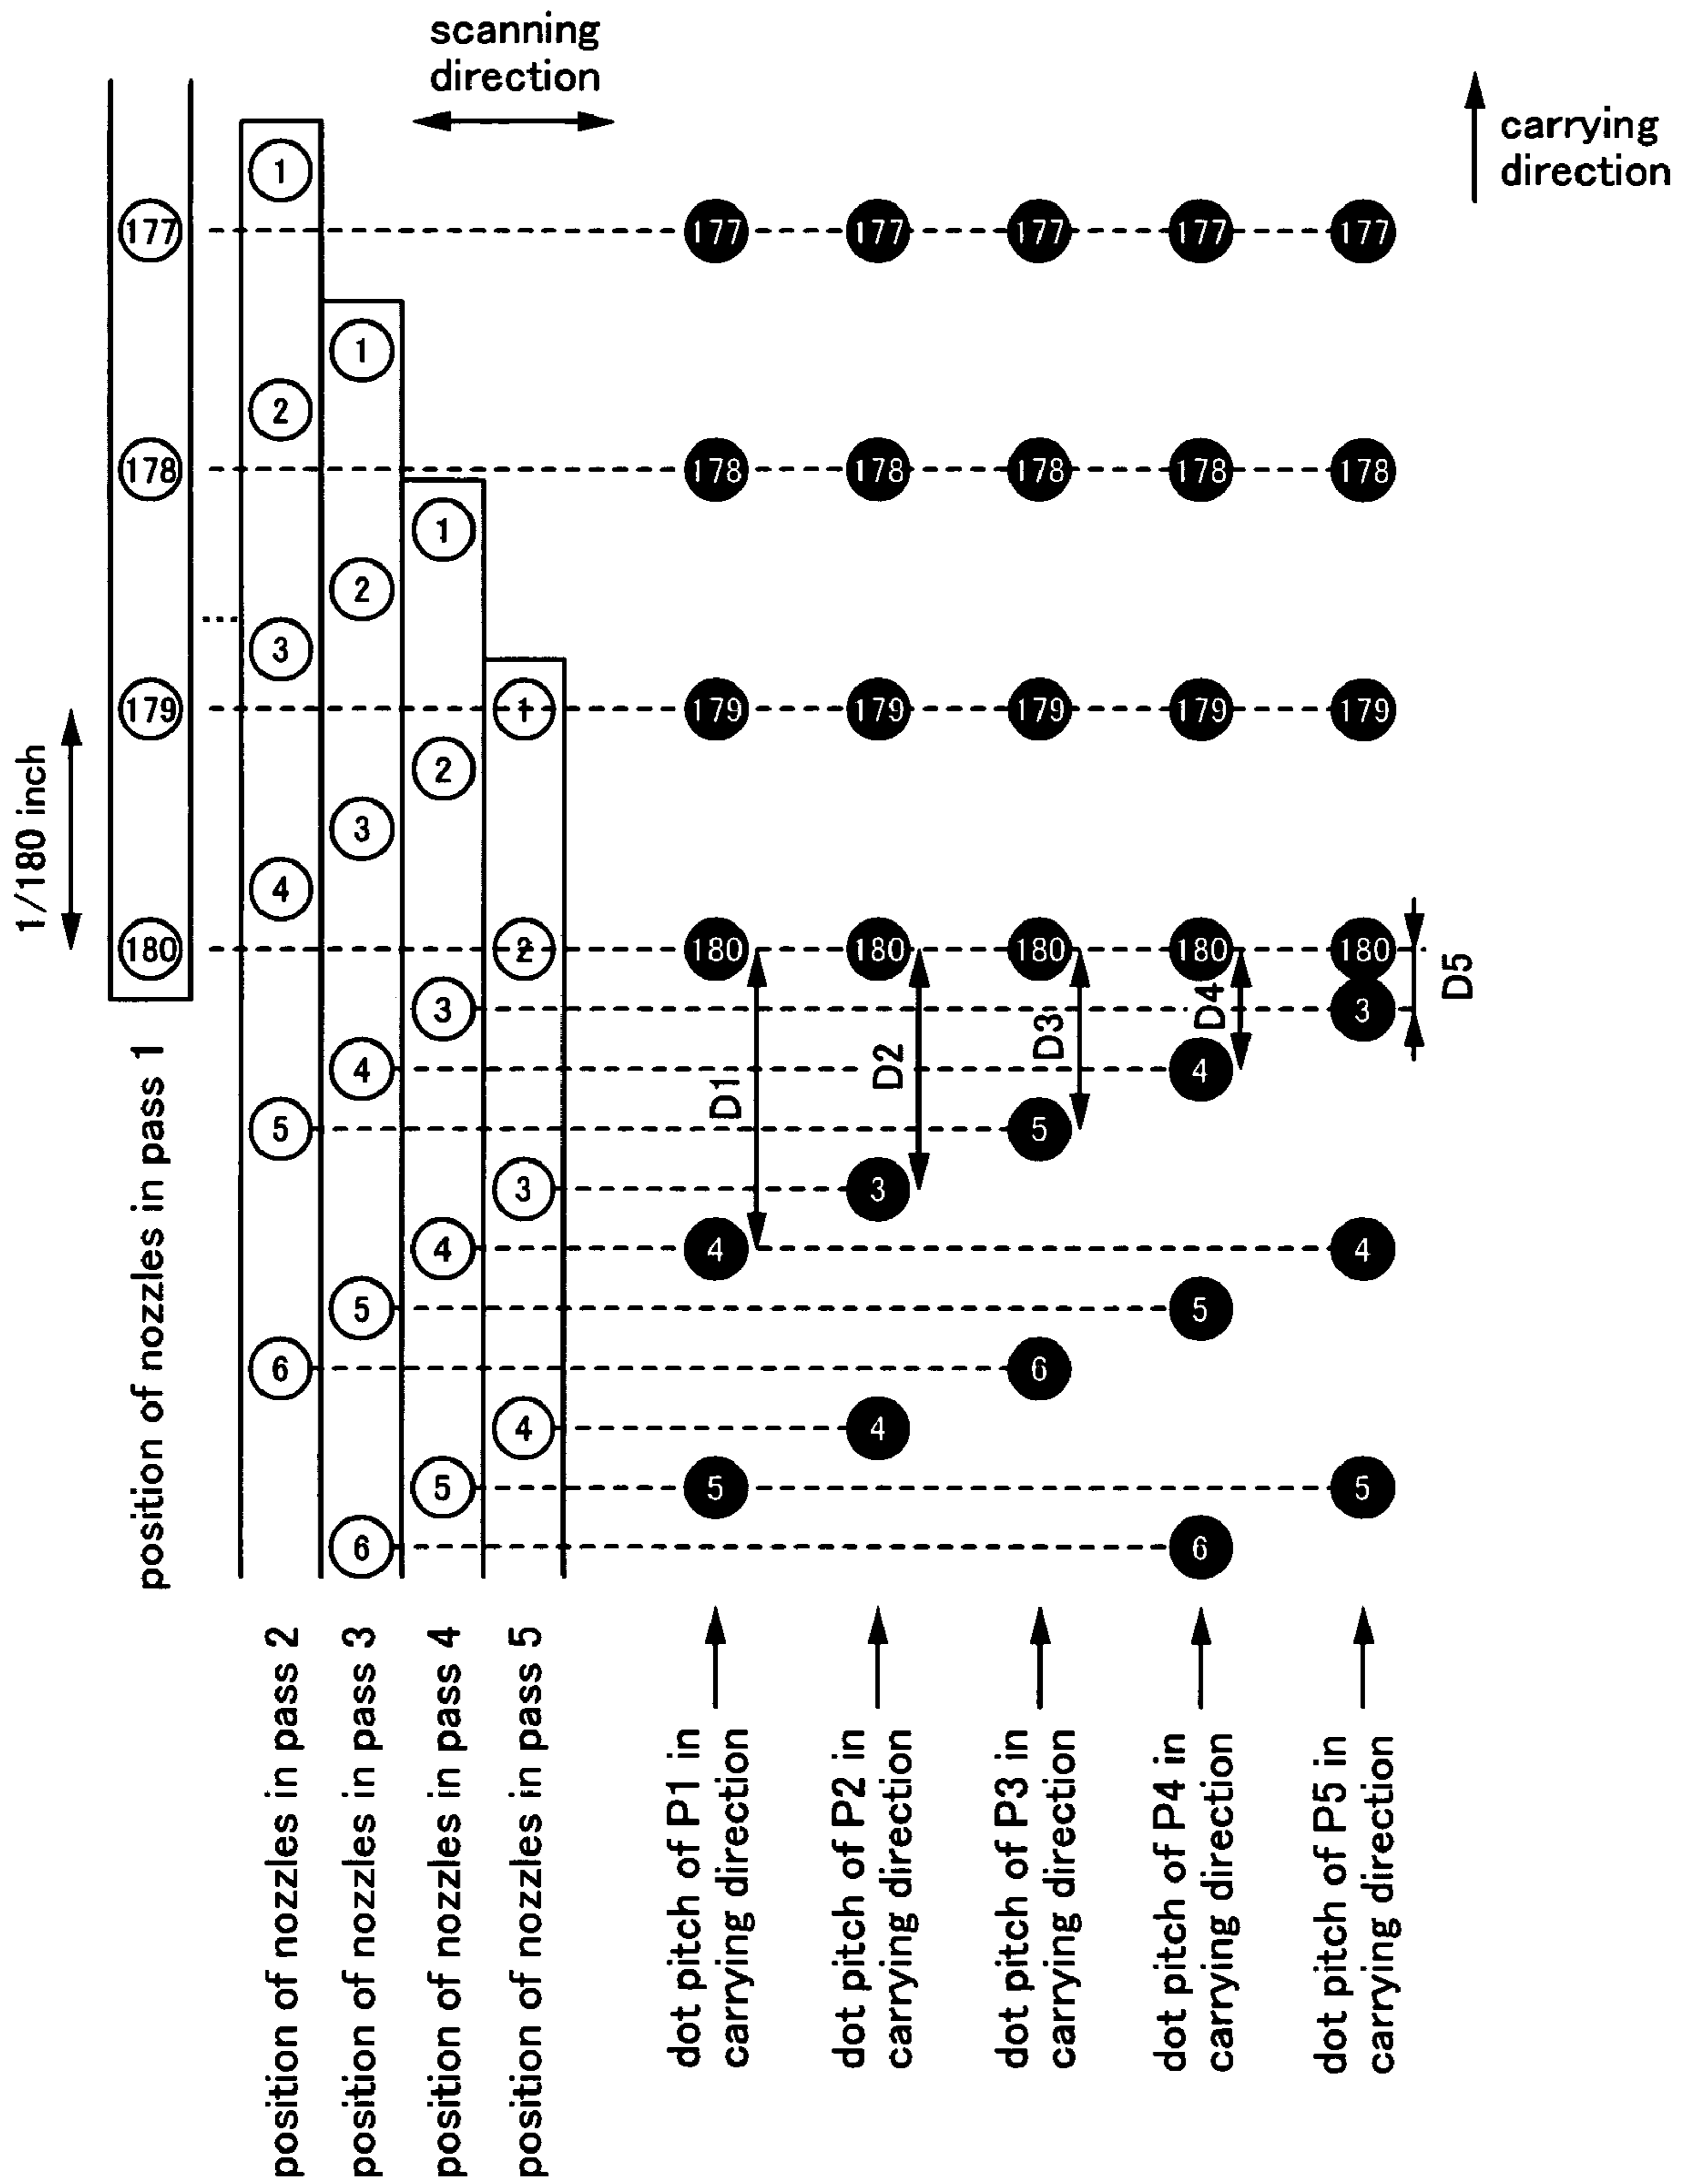 scanning
direction
carrying
direction
1
177 177 177 177 177 177
1
2
178 178 178 178 178 178
1
2
3
179 1 179 179 179 179 179
2
3
4
180 2 180 180 180 180 180
3 3
4 4
5 5
3 3
4 4 4
5 5
6 6
4 4
5 5 5
6 6
1/180 inch
D1
D2
D3
D4
D5
position of nozzles in pass 1
position of nozzles in pass 2
position of nozzles in pass 3
position of nozzles in pass 4
position of nozzles in pass 5
dot pitch of P1 in
carrying direction
dot pitch of P2 in
carrying direction
dot pitch of P3 in
carrying direction
dot pitch of P4 in
carrying direction
dot pitch of P5 in
carrying direction